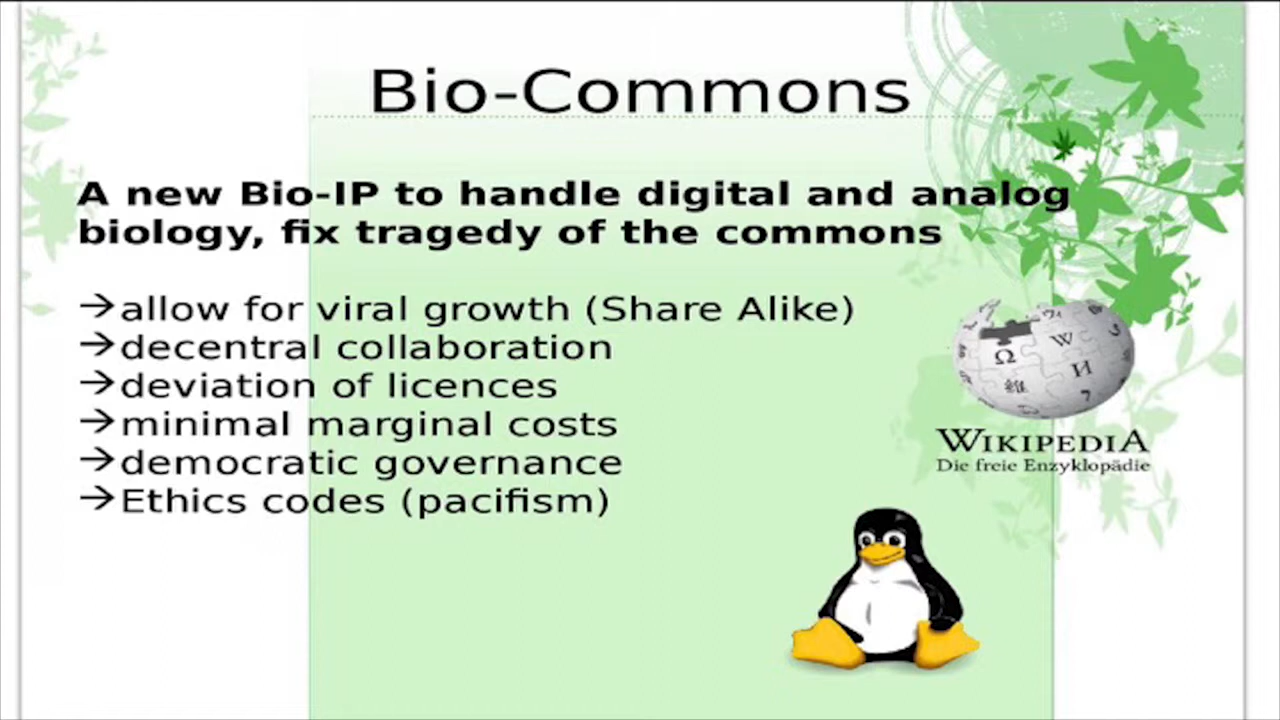 Bio-Commons
A new Bio-IP to handle digital and analog
biology, fix tragedy of the commons
→allow for viral growth (Share Alike)
→decentral collaboration
→deviation of licences
→minimal marginal costs
→democratic governance
→Ethics codes (pacifism)
Ω W И 7
WIKIPEDIA
Die freie Enzyklopädie